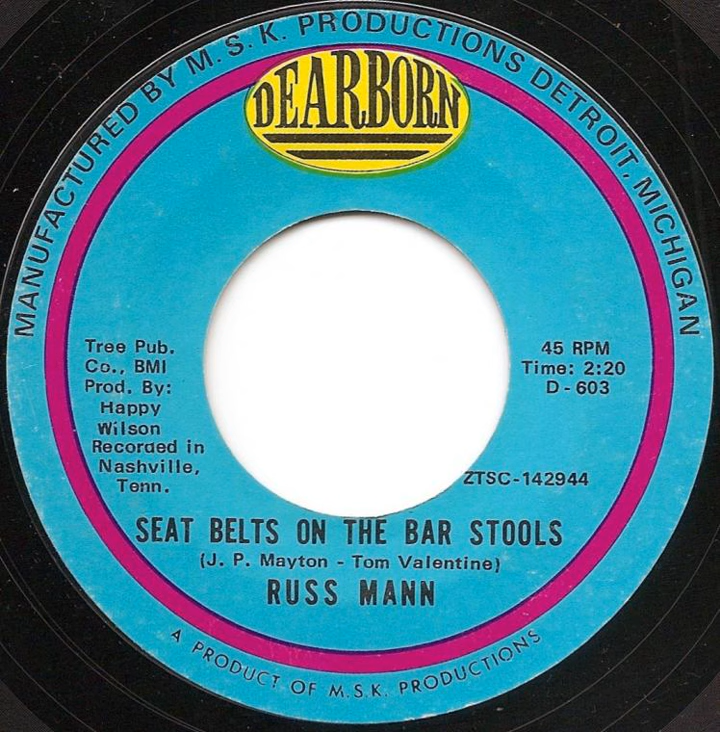 MANUFACTURED BY M. S. K. PRODUCTIONS DETROIT, MICHIGAN
DEARBORN
Tree Pub.
Co., BMI
Prod. By:
Happy
Wilson
Recorded in
Nashville,
Tenn.
45 RPM
Time: 2:20
D-603
ZTSC-142944
SEAT BELTS ON THE BAR STOOLS
(J. P. Mayton - Tom Valentine)
RUSS MANN
A PRODUCT OF M.S.K. PRODUCTIONS